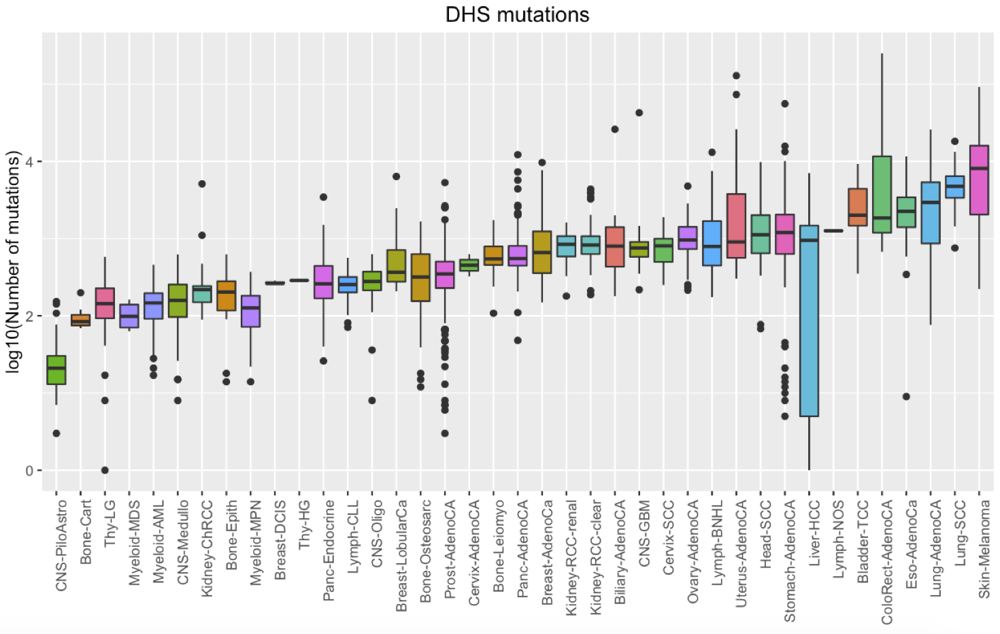 DHS mutations
log10(Number of mutations)
4
2
0
CNS-PiloAstro
Bone-Cart
Thy-LG
Myeloid-MDS
Myeloid-AML
CNS-Medullo
Kidney-ChRCC
Bone-Epith
Myeloid-MPN
Breast-DCIS
Thy-HG
Panc-Endocrine
Lymph-CLL
CNS-Oligo
Breast-LobularCa
Bone-Osteosarc
Prost-AdenoCA
Cervix-AdenoCA
Bone-Leiomyo
Panc-AdenoCA
Breast-AdenoCa
Kidney-RCC-renal
Kidney-RCC-clear
Biliary-AdenoCA
CNS-GBM
Cervix-SCC
Ovary-AdenoCA
Lymph-BNHL
Uterus-AdenoCA
Head-SCC
Stomach-AdenoCA
Liver-HCC
Lymph-NOS
Bladder-TCC
ColoRect-AdenoCA
Eso-AdenoCa
Lung-AdenoCA
Lung-SCC
Skin-Melanoma